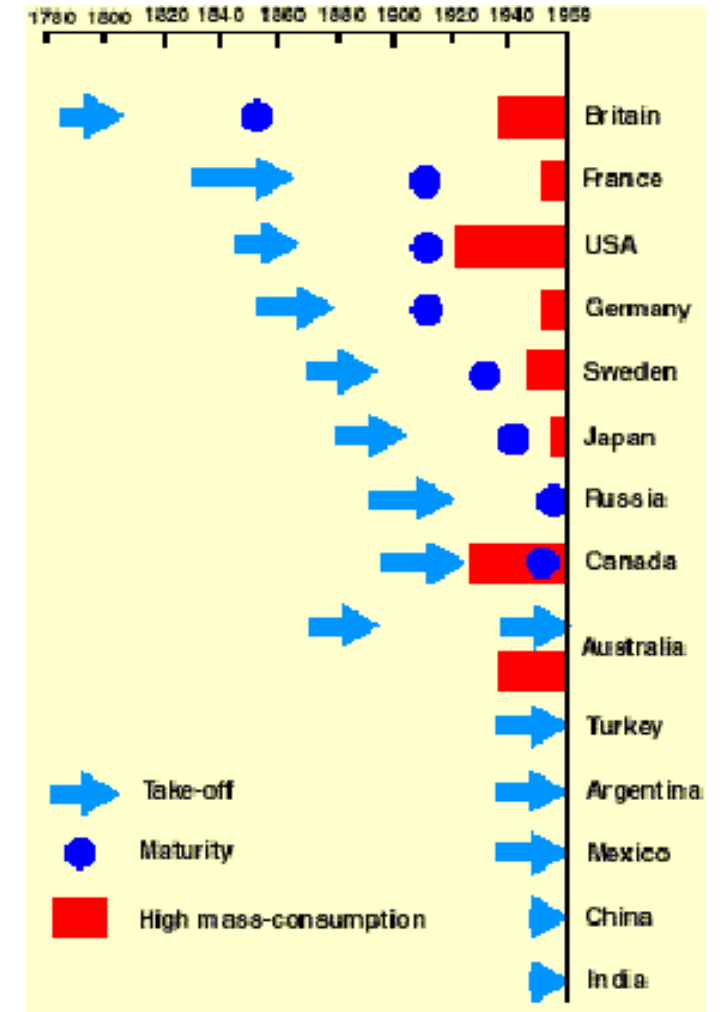 1780 1800 1820 1840 1860 1880 1900 1920 1940 1959
Britain
France
USA
Germany
Sweden
Japan
Russia
Canada
Australia
Turkey
Argentina
Mexico
China
India
Take-off
Maturity
High mass-consumption